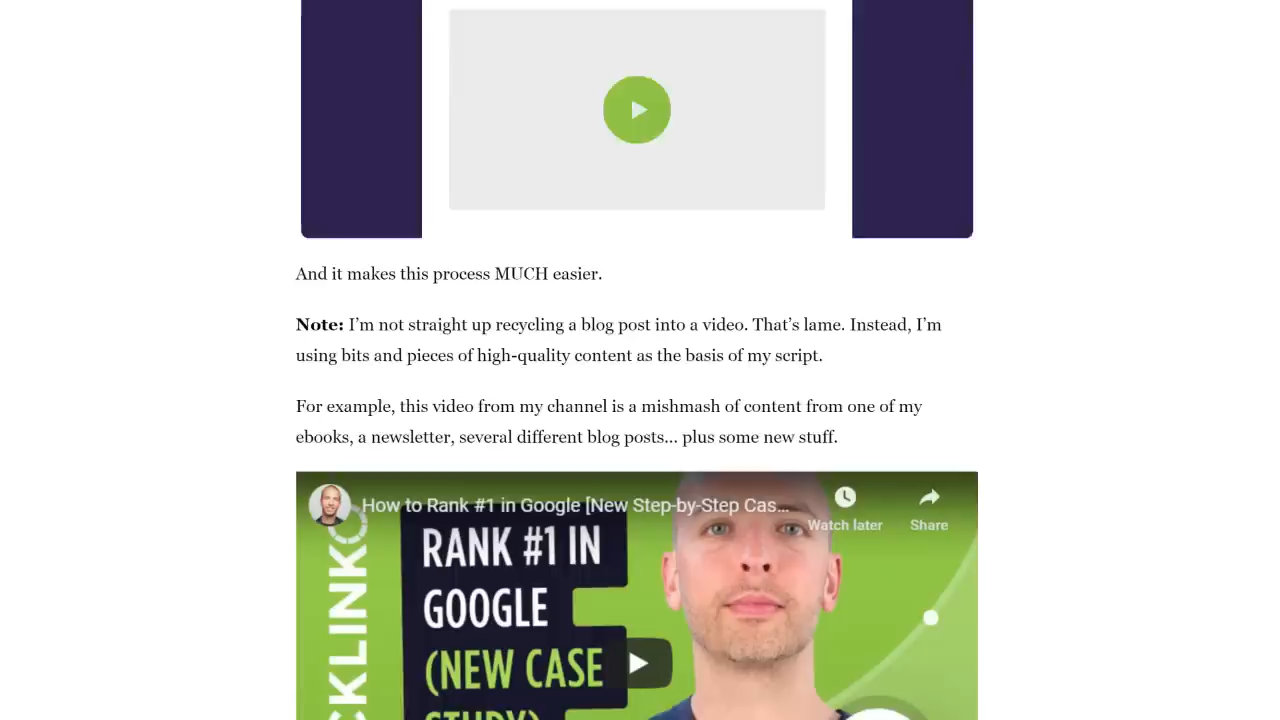 And it makes this process MUCH easier.
Note: I’m not straight up recycling a blog post into a video. That’s lame. Instead, I’m
using bits and pieces of high-quality content as the basis of my script.
For example, this video from my channel is a mishmash of content from one of my
ebooks, a newsletter, several different blog posts… plus some new stuff.
How to Rank #1 in Google [New Step-by-Step Cas...
Watch later
Share
CKLINKO
RANK #1 IN
GOOGLE
(NEW CASE
STUDY)